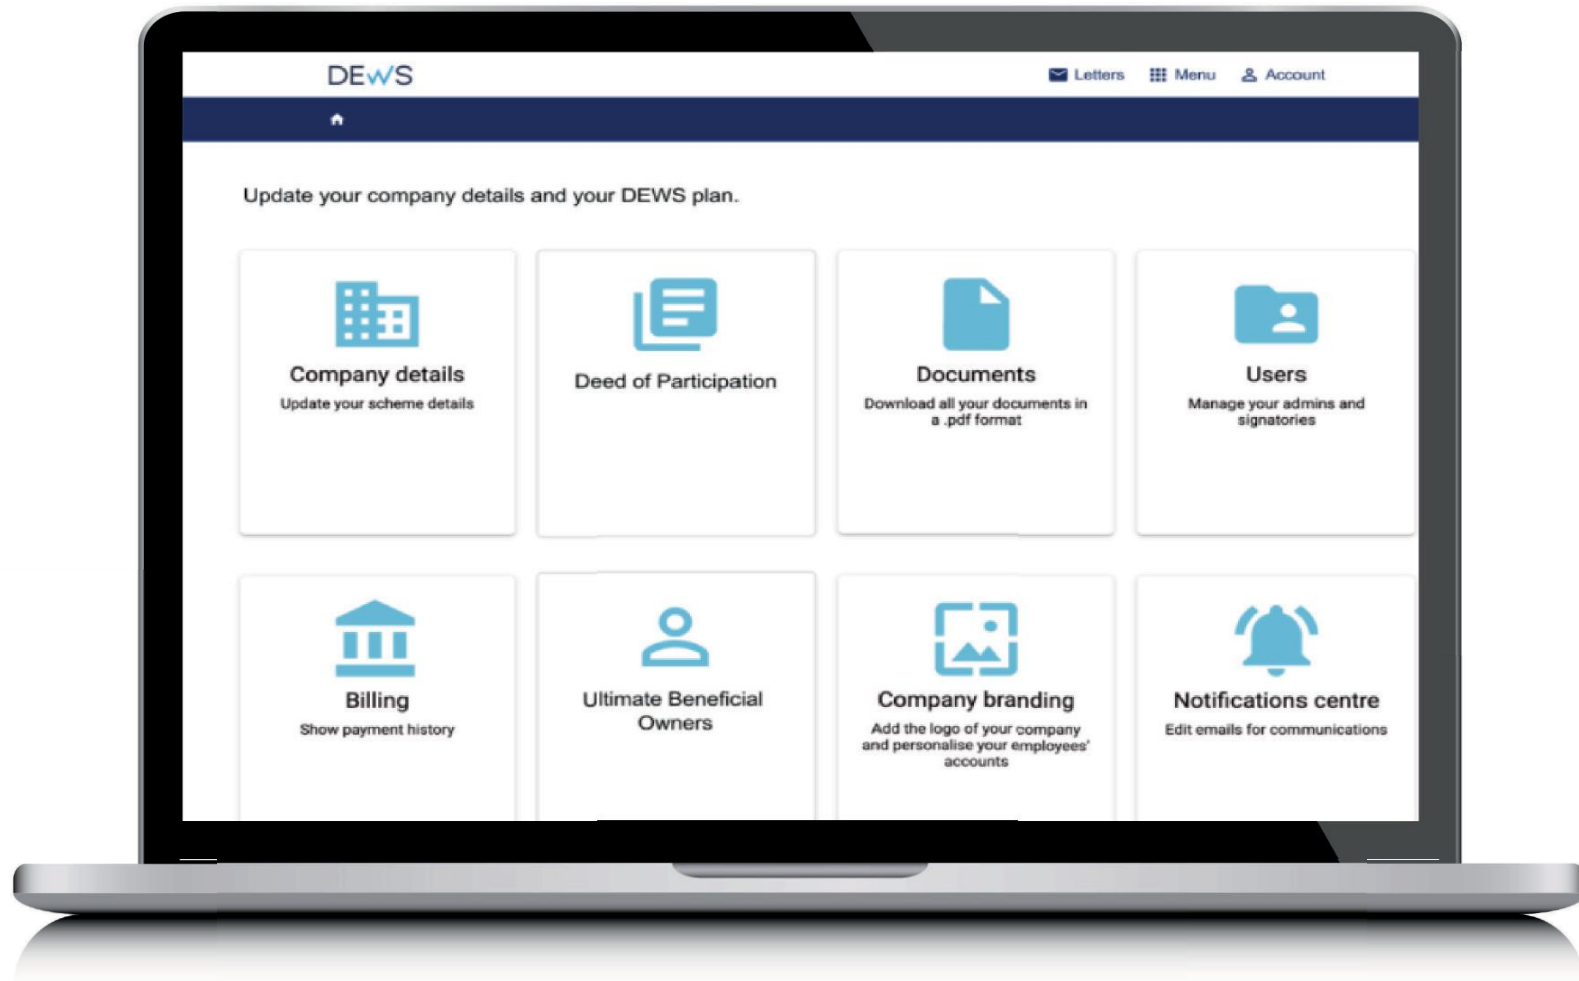 DEWS
Letters
Menu
Account
Update your company details and your DEWS plan.
Company details
Update your scheme details
Deed of Participation
Documents
Download all your documents in
a .pdf format
Users
Manage your admins and
signatories
Billing
Show payment history
Ultimate Beneficial
Owners
Company branding
Add the logo of your company
and personalise your employees'
accounts
Notifications centre
Edit emails for communications